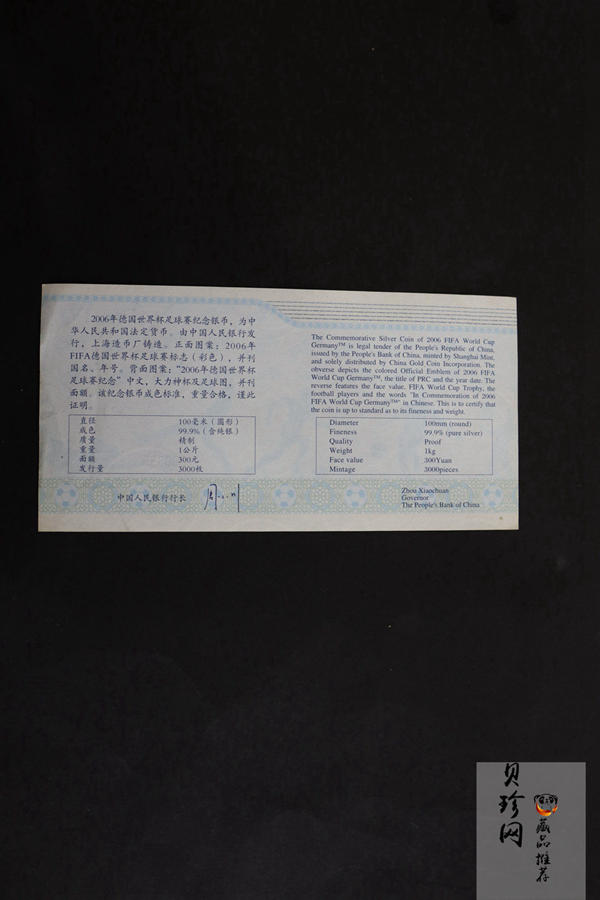 2006年德国世界杯足球赛纪念银币，为中
华人民共和国法定货币。由中国人民银行发
行，上海造币厂铸造。正面图案：2006年
FIFA德国世界杯足球赛标志（彩色），并刊
国名、年号。背面图案："2006年德国世界杯
足球赛纪念"中文，大力神杯及足球图，并刊
面额。该纪念银币成色标准，重量合格，谨此
证明。
直径 100毫米（圆形）
成色 99.9%（含纯银）
质量 精制
重量 1公斤
面额 300元
发行量 3000枚
中国人民银行行长
The Commemorative Silver Coin of 2006 FIFA World Cup
Germany™ is legal tender of the People's Republic of China,
issued by the People's Bank of China, minted by Shanghai Mint,
and solely distributed by China Gold Coin Incorporation. The
obverse depicts the colored Official Emblem of 2006 FIFA
World Cup Germany™, the title of PRC and the year date. The
reverse features the face value. FIFA World Cup Trophy, the
football players and the words "In Commemoration of 2006
FIFA World Cup Germany™" in Chinese. This is to certify that
the coin is up to standard as to its fineness and weight.
Diameter 100mm (round)
Fineness 99.9% (pure silver)
Quality Proof
Weight 1kg
Face value 300Yuan
Mintage 3000pieces
Zhou Xiaochuan
Governor
The People's Bank of China
贝珍网
藏品推荐